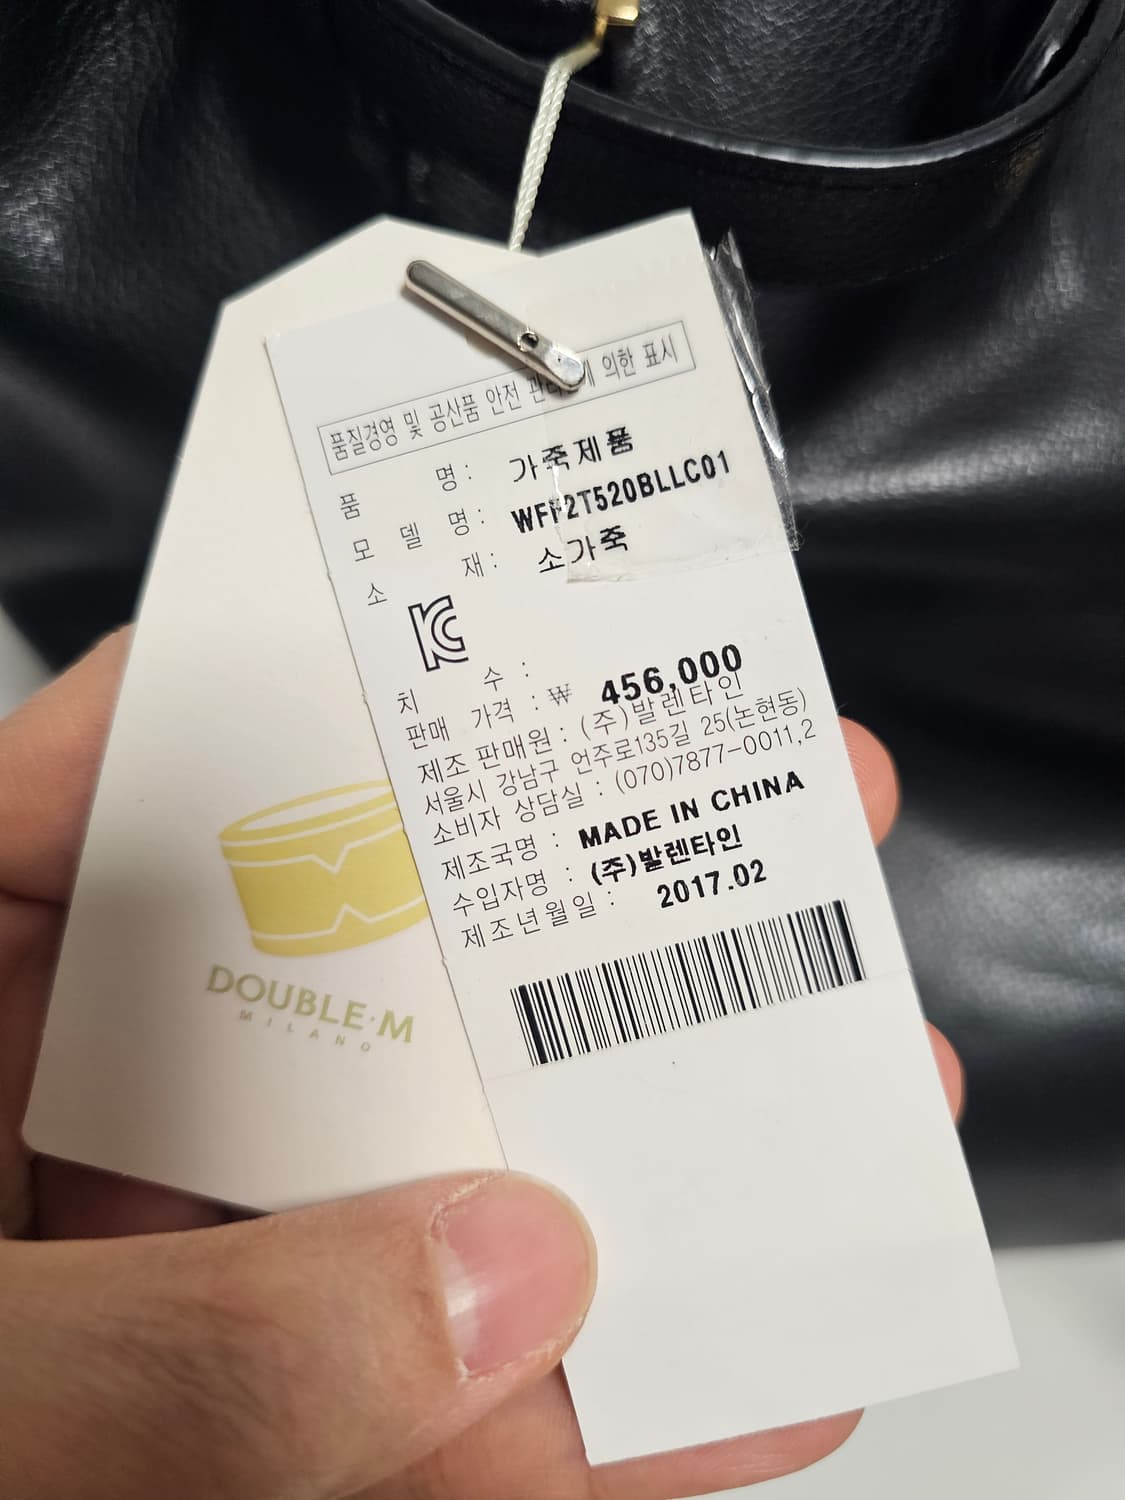 품질경영 및 공산품 안전 관리법에 의한 표시
품 명 : 가죽제품
모 델 명 : WFF2T520BLLC01
소 재 : 소가죽
KC
치 수 :
판매 가격 : ₩ 456,000
제조 판매원 : (주)발렌타인
서울시 강남구 언주로135길 25(논현동)
소비자 상담실 : (070)7877-0011,2
제조국명 : MADE IN CHINA
수입자명 : (주)발렌타인
제조년월일 : 2017.02
DOUBLE·M
MILANO